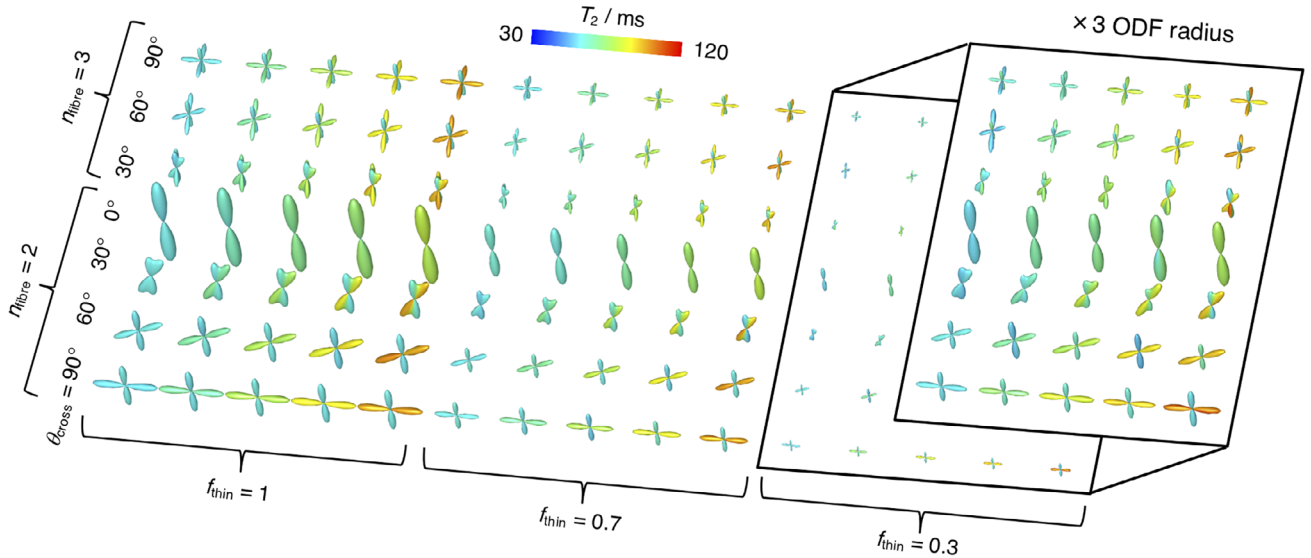 T2 / ms
30
120
× 3 ODF radius
nfibre = 3
90°
60°
30°
nfibre = 2
0°
30°
60°
θcross = 90°
fthin = 1
fthin = 0.7
fthin = 0.3